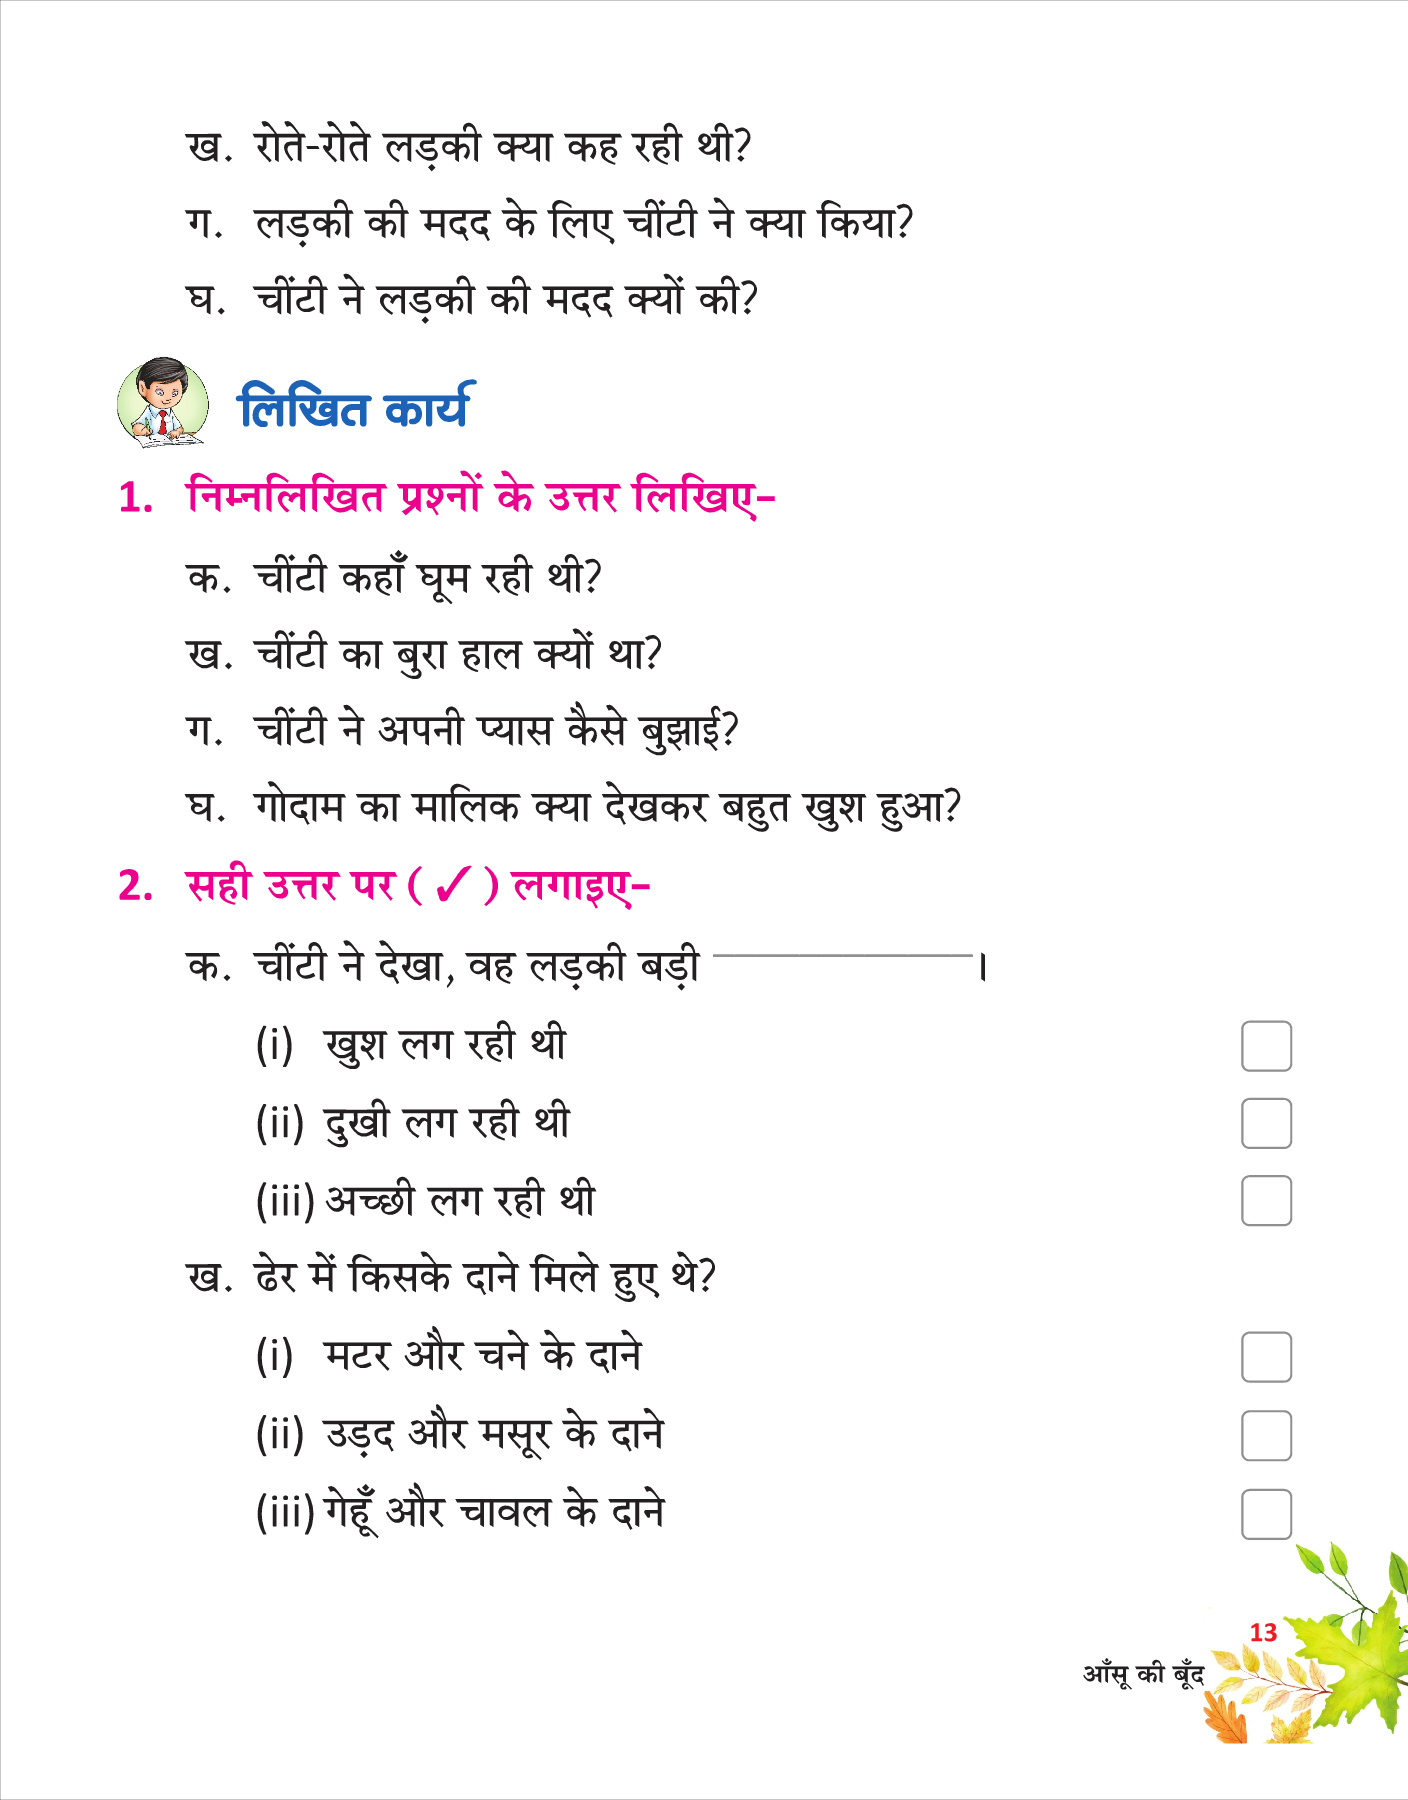 ख. रोते-रोते लड़की क्या कह रही थी?
ग. लड़की की मदद के लिए चींटी ने क्या किया?
घ. चींटी ने लड़की की मदद क्यों की?
लिखित कार्य
1. निम्नलिखित प्रश्नों के उत्तर लिखिए–
क. चींटी कहाँ घूम रही थी?
ख. चींटी का बुरा हाल क्यों था?
ग. चींटी ने अपनी प्यास कैसे बुझाई?
घ. गोदाम का मालिक क्या देखकर बहुत खुश हुआ?
2. सही उत्तर पर ( ✓ ) लगाइए–
क. चींटी ने देखा, वह लड़की बड़ी ____________।
(i) खुश लग रही थी
(ii) दुखी लग रही थी
(iii) अच्छी लग रही थी
ख. ढेर में किसके दाने मिले हुए थे?
(i) मटर और चने के दाने
(ii) उड़द और मसूर के दाने
(iii) गेहूँ और चावल के दाने
13
आँसू की बूँद